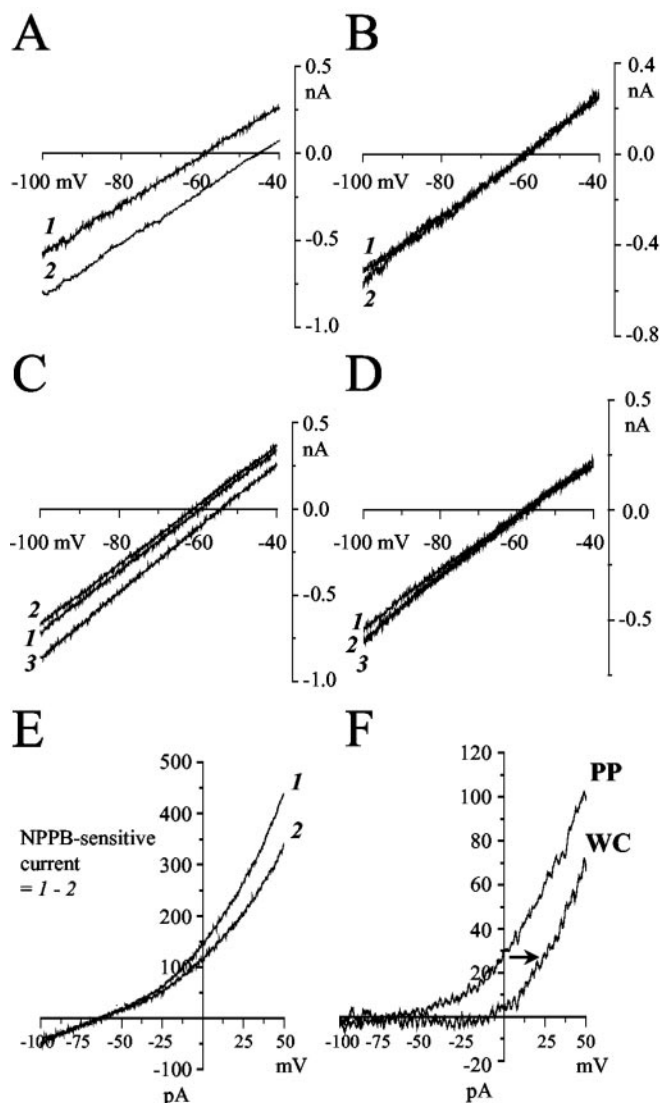 A
0.5
nA
0.0
-100 mV -80 -60 -40
1
2
-0.5
-1.0
B
0.4
nA
0.0
-100 mV -80 -60 -40
1
2
-0.4
-0.8
C
0.5
nA
0.0
-100 mV -80 -60 -40
2
1
3
-0.5
-1.0
D
0.5
nA
0.0
-100 mV -80 -60 -40
1
2
3
-0.5
E
500
400
300
200
100
1
2
NPPB-sensitive
current
= 1 - 2
-100 -75 -50 -25 25 50
-100
pA
mV
F
120
100
80
60
40
20
PP
WC
-100 -75 -50 -25 25 50
-20
pA
mV